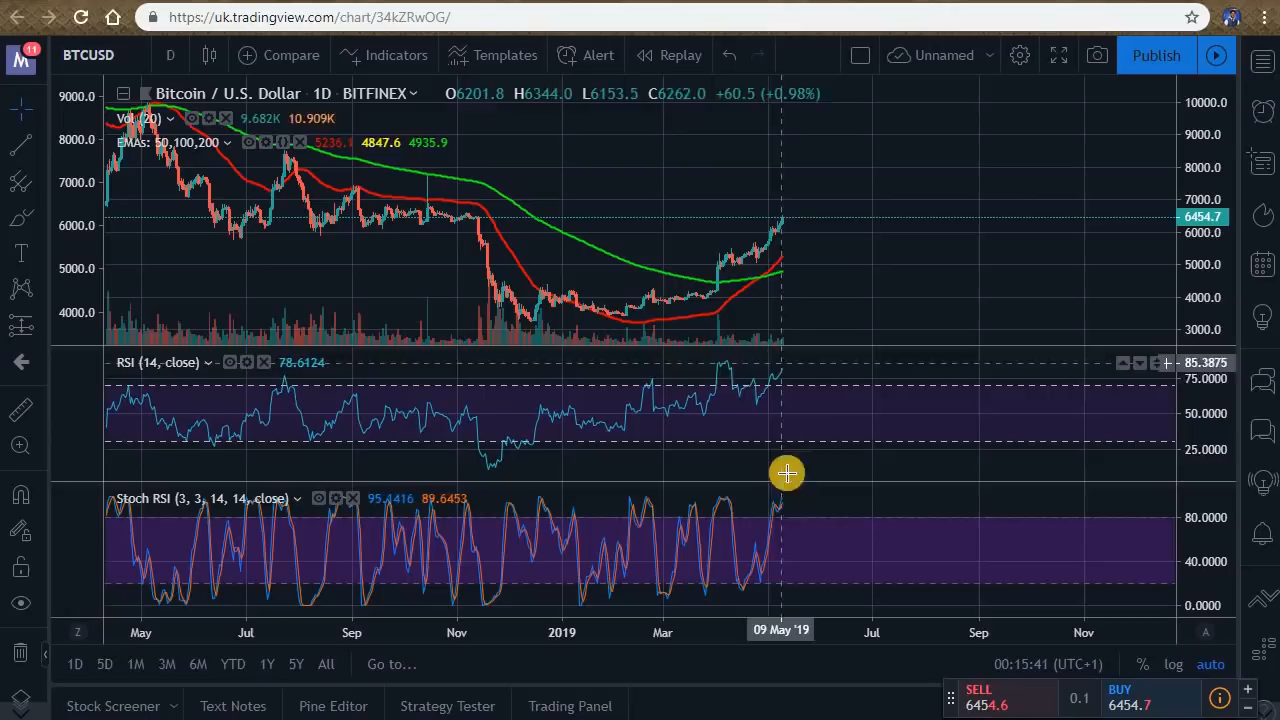 https://uk.tradingview.com/chart/34kZRwOG/
M 11
BTCUSD D Compare Indicators Templates Alert Replay Unnamed Publish
Bitcoin / U.S. Dollar 1D BITFINEX O6201.8 H6344.0 L6153.5 C6262.0 +60.5 (+0.98%)
Vol (20) 9.682K 10.909K
EMAs: 50,100,200 5236.1 4847.6 4935.9
9000.0
8000.0
7000.0
6000.0
5000.0
4000.0
10000.0
9000.0
8000.0
7000.0
6454.7
6000.0
5000.0
4000.0
3000.0
RSI (14, close) 78.6124
85.3875
75.0000
50.0000
25.0000
Stoch RSI (3, 3, 14, 14, close) 95.1416 89.6453
80.0000
40.0000
0.0000
Z May Jul Sep Nov 2019 Mar 09 May '19 Jul Sep Nov A
1D 5D 1M 3M 6M YTD 1Y 5Y All Go to... 00:15:41 (UTC+1) % log auto
Stock Screener Text Notes Pine Editor Strategy Tester Trading Panel
SELL
6454.6
0.1
BUY
6454.7